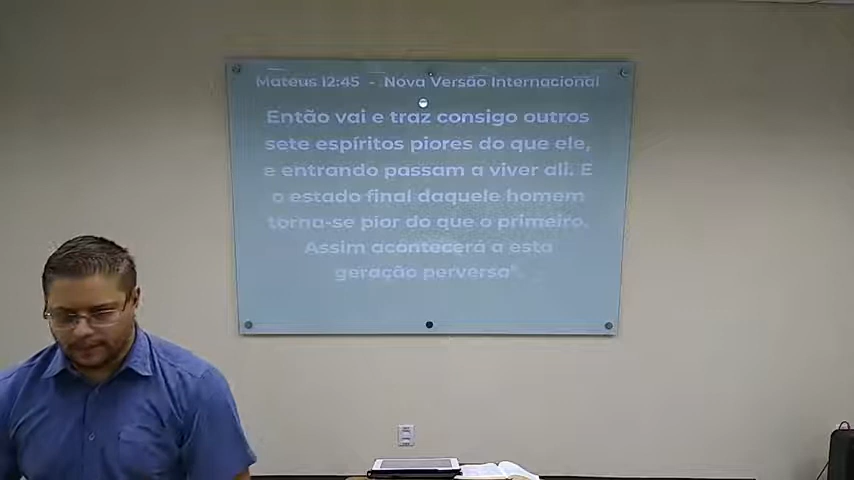 Mateus 12:45 - Nova Versão Internacional
Então vai e traz consigo outros
sete espíritos piores do que ele,
e entrando passam a viver ali. E
o estado final daquele homem
torna-se pior do que o primeiro.
Assim acontecerá a esta
geração perversa".